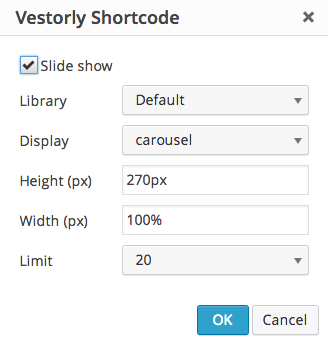 Vestorly Shortcode ×
Slide show
Library Default
Display carousel
Height (px) 270px
Width (px) 100%
Limit 20
OK Cancel